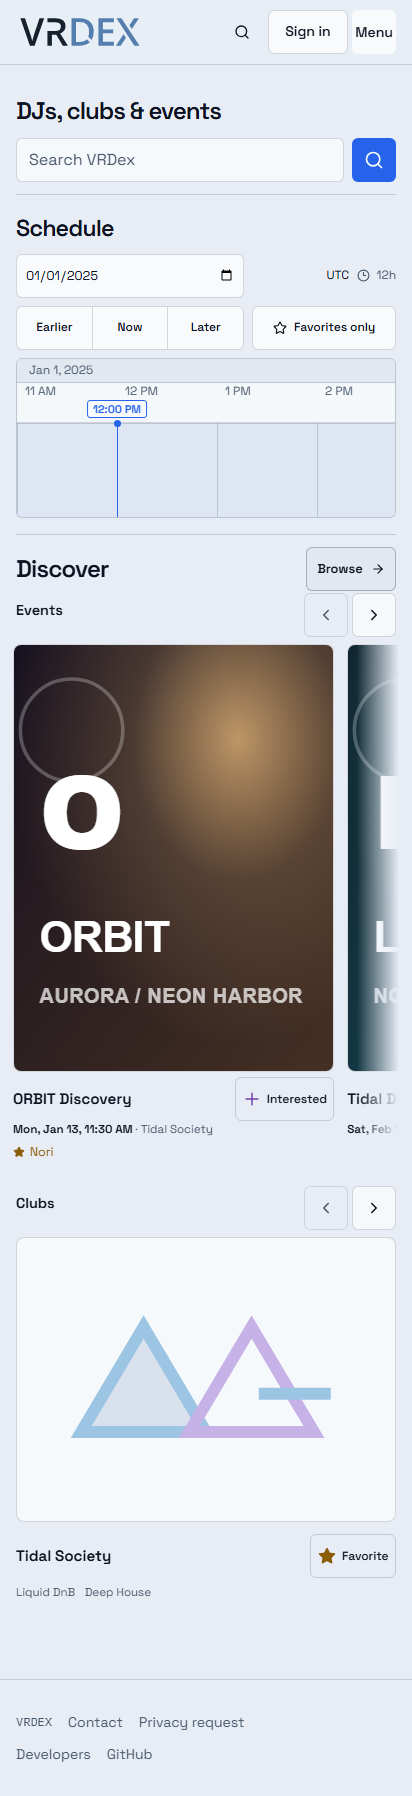 VRDEX
Sign in
Menu
DJs, clubs & events
Search VRDex
Schedule
01/01/2025
UTC
12h
Earlier
Now
Later
Favorites only
Jan 1, 2025
11 AM
12 PM
1 PM
2 PM
12:00 PM
Discover
Browse
Events
O
ORBIT
AURORA / NEON HARBOR
ORBIT Discovery
Interested
Mon, Jan 13, 11:30 AM · Tidal Society
Nori
Tidal D
Sat, Feb
Clubs
Tidal Society
Favorite
Liquid DnB Deep House
VRDEX Contact Privacy request
Developers GitHub